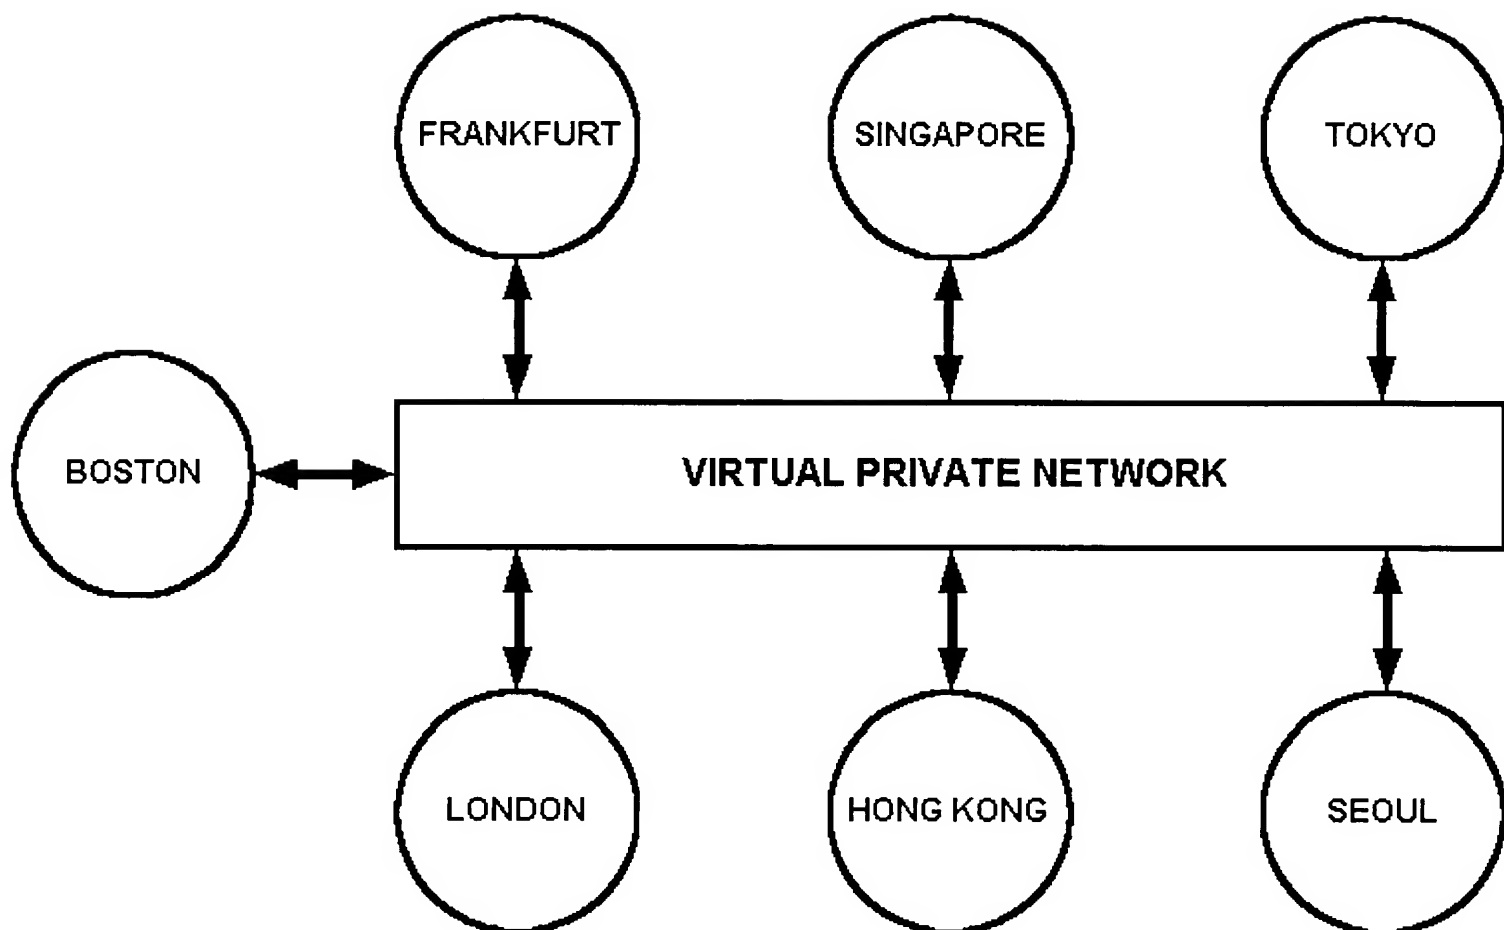 FRANKFURT
SINGAPORE
TOKYO
BOSTON
VIRTUAL PRIVATE NETWORK
LONDON
HONG KONG
SEOUL